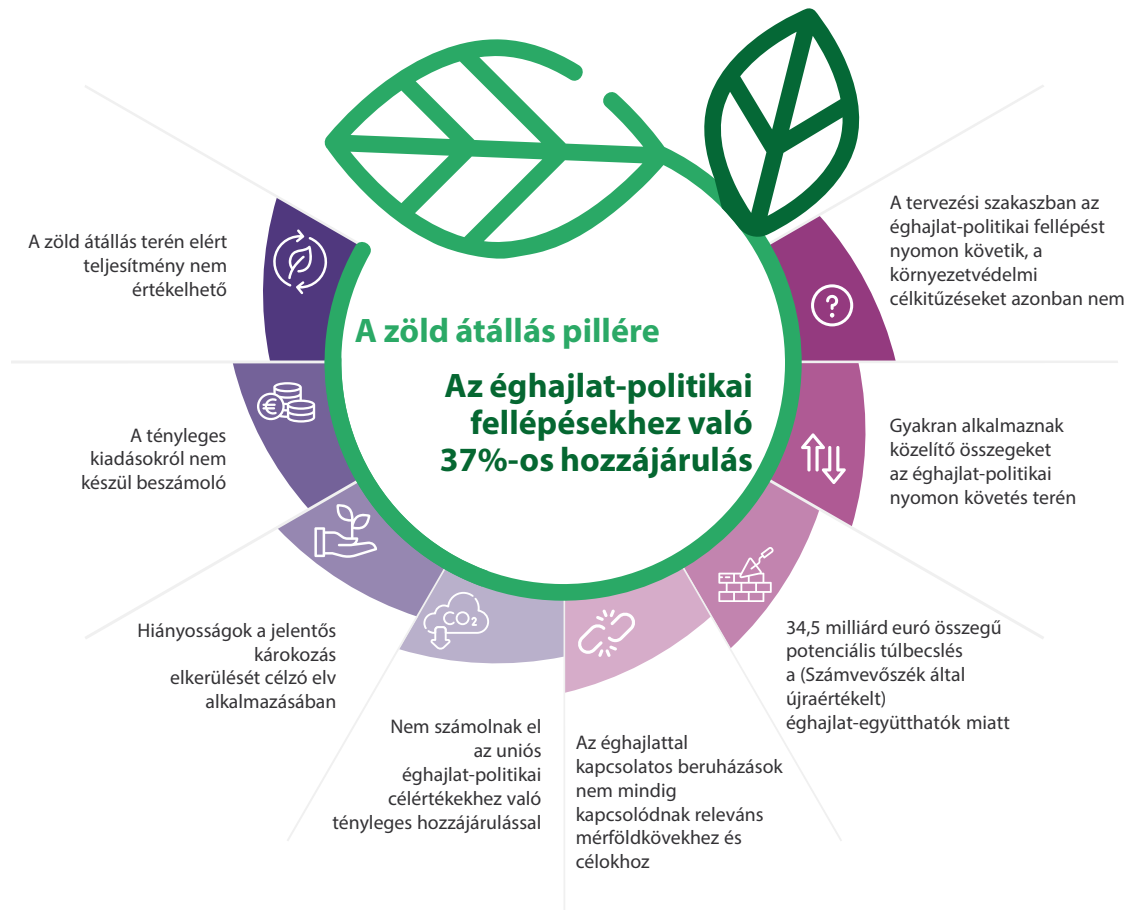 A zöld átállás pillére
Az éghajlat-politikai
fellépésekhez való
37%-os hozzájárulás
A tervezési szakaszban az
éghajlat-politikai fellépést
nyomon követik, a
környezetvédelmi
célkitűzéseket azonban nem
?
Gyakran alkalmaznak
közelítő összegeket
az éghajlat-politikai
nyomon követés terén
34,5 milliárd euró összegű
potenciális túlbecslés
a (Számvevőszék által
újraértékelt)
éghajlat-együtthatók miatt
Az éghajlattal
kapcsolatos beruházások
nem mindig
kapcsolódnak releváns
mérföldkövekhez és
célokhoz
CO₂
Nem számolnak el
az uniós
éghajlat-politikai
célértékekhez való
tényleges hozzájárulással
Hiányosságok a jelentős
károkozás
elkerülését célzó elv
alkalmazásában
€
A tényleges
kiadásokról nem
készül beszámoló
A zöld átállás terén elért
teljesítmény nem
értékelhető